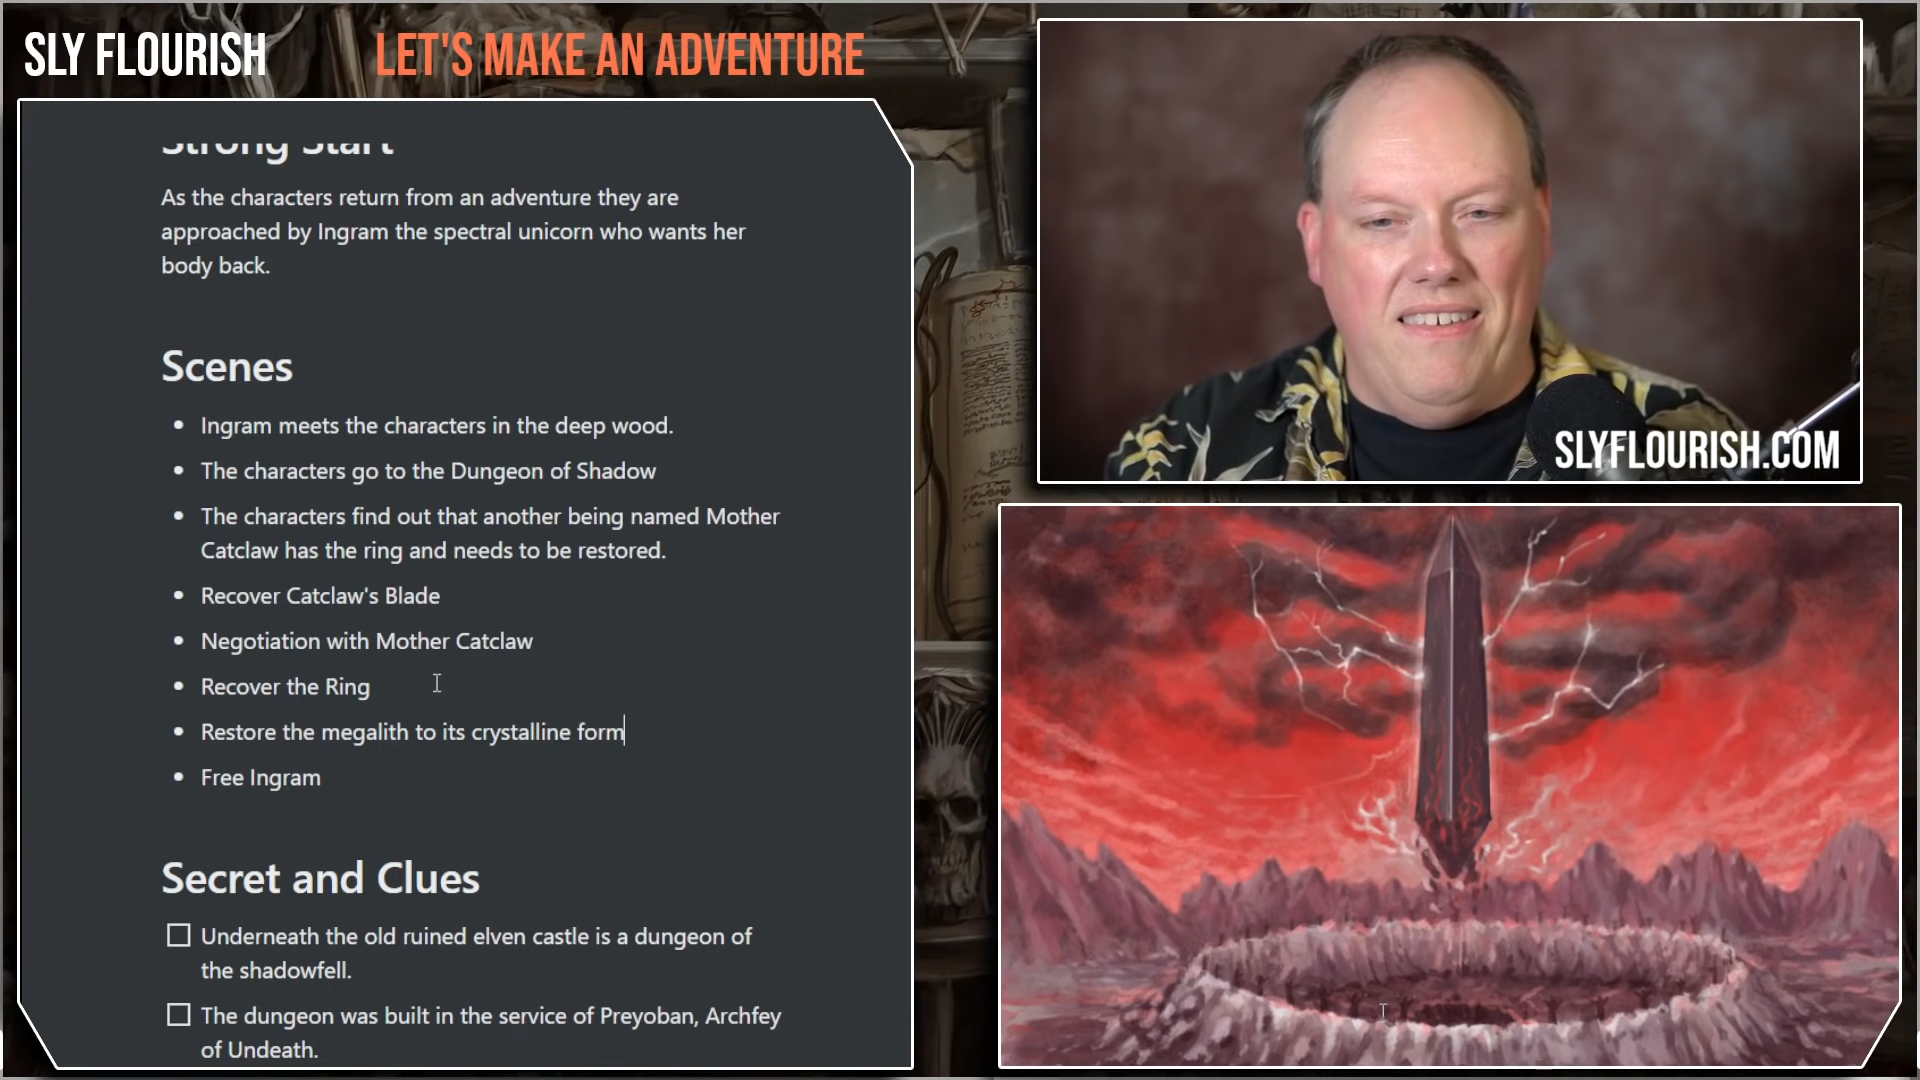 SLY FLOURISH
LET'S MAKE AN ADVENTURE
Strong Start
As the characters return from an adventure they are
approached by Ingram the spectral unicorn who wants her
body back.
Scenes
Ingram meets the characters in the deep wood.
The characters go to the Dungeon of Shadow
The characters find out that another being named Mother
Catclaw has the ring and needs to be restored.
Recover Catclaw's Blade
Negotiation with Mother Catclaw
Recover the Ring
Restore the megalith to its crystalline form
Free Ingram
Secret and Clues
Underneath the old ruined elven castle is a dungeon of
the shadowfell.
The dungeon was built in the service of Preyoban, Archfey
of Undeath.
SLYFLOURISH.COM